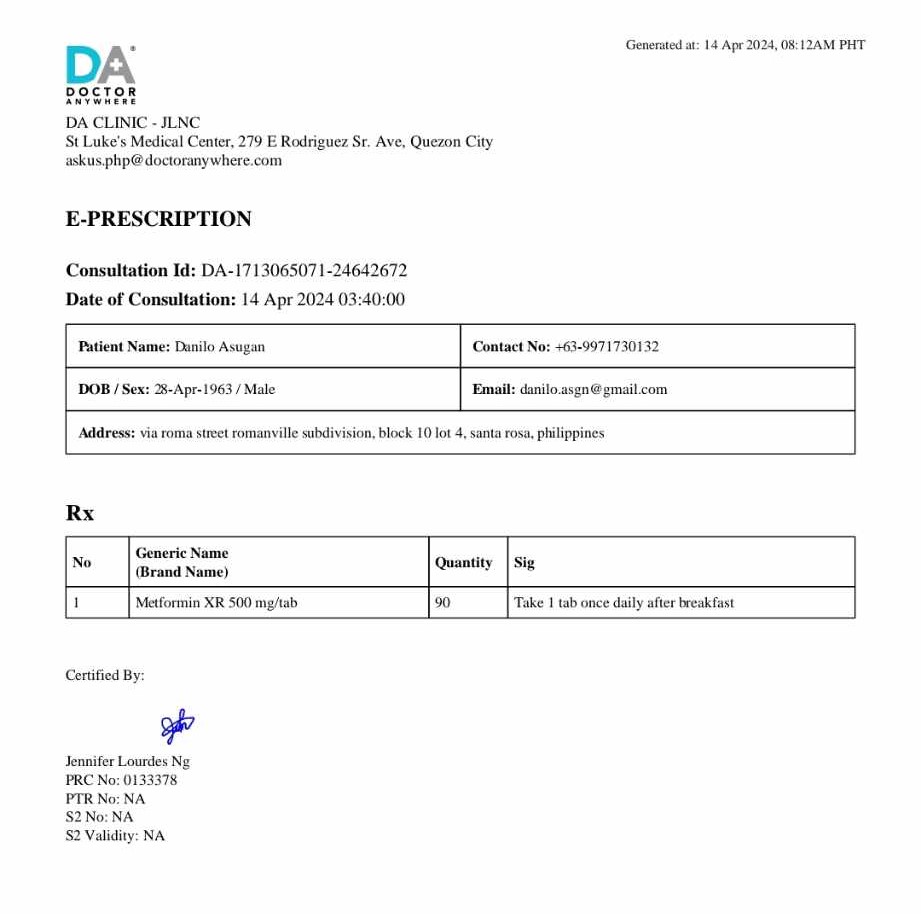 Generated at: 14 Apr 2024, 08:12AM PHT
DA®
DOCTOR
ANYWHERE
DA CLINIC - JLNC
St Luke's Medical Center, 279 E Rodriguez Sr. Ave, Quezon City
askus.php@doctoranywhere.com
E-PRESCRIPTION
Consultation Id: DA-1713065071-24642672
Date of Consultation: 14 Apr 2024 03:40:00
Patient Name: Danilo Asugan Contact No: +63-9971730132
DOB / Sex: 28-Apr-1963 / Male Email: danilo.asgn@gmail.com
Address: via roma street romanville subdivision, block 10 lot 4, santa rosa, philippines
Rx
No Generic Name (Brand Name) Quantity Sig
1 Metformin XR 500 mg/tab 90 Take 1 tab once daily after breakfast
Certified By:
Jennifer Lourdes Ng
PRC No: 0133378
PTR No: NA
S2 No: NA
S2 Validity: NA